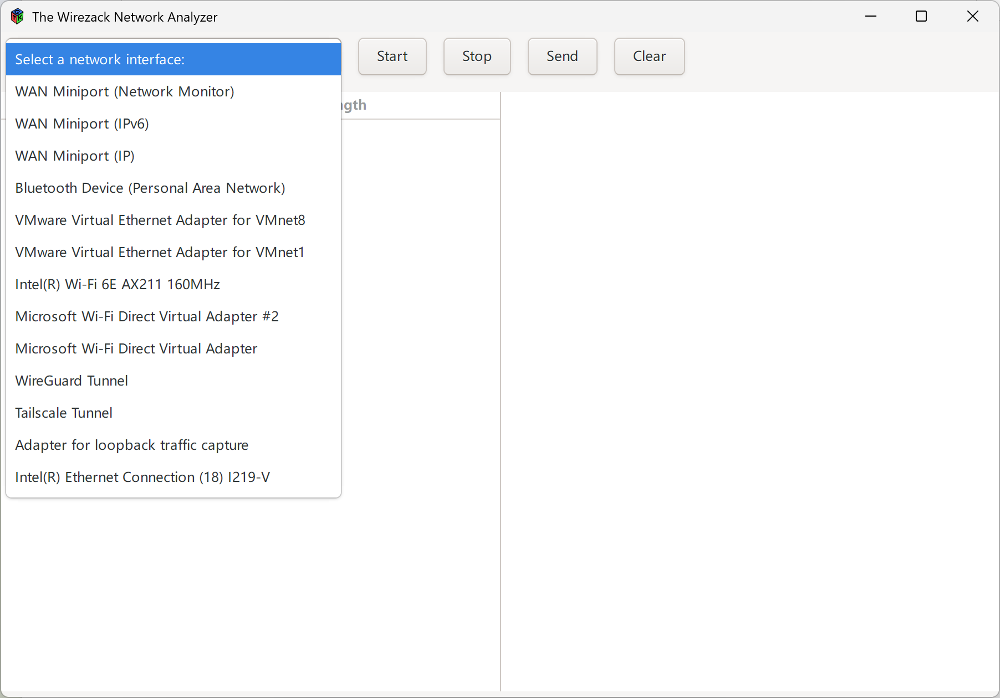 The Wirezack Network Analyzer
Select a network interface:
Start
Stop
Send
Clear
WAN Miniport (Network Monitor)
WAN Miniport (IPv6)
WAN Miniport (IP)
Bluetooth Device (Personal Area Network)
VMware Virtual Ethernet Adapter for VMnet8
VMware Virtual Ethernet Adapter for VMnet1
Intel(R) Wi-Fi 6E AX211 160MHz
Microsoft Wi-Fi Direct Virtual Adapter #2
Microsoft Wi-Fi Direct Virtual Adapter
WireGuard Tunnel
Tailscale Tunnel
Adapter for loopback traffic capture
Intel(R) Ethernet Connection (18) I219-V